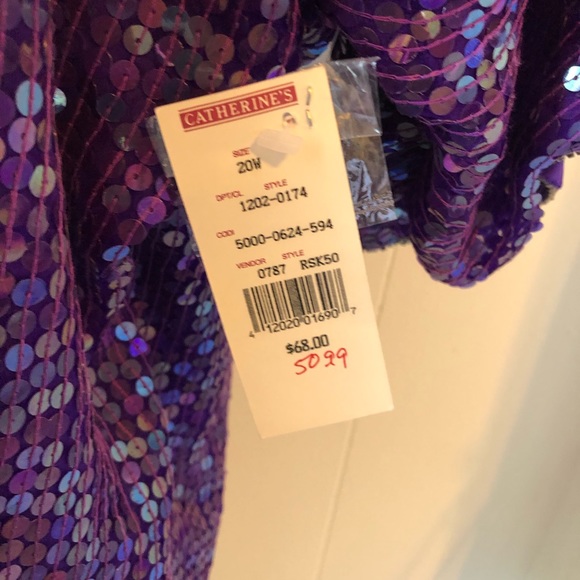 CATHERINE'S
SIZE
20W
DPT/CL STYLE
1202-0174
CODE
5000-0624-594
VENDOR STYLE
0787 RSK50
4 12020 01690 7
$68.00
50 99